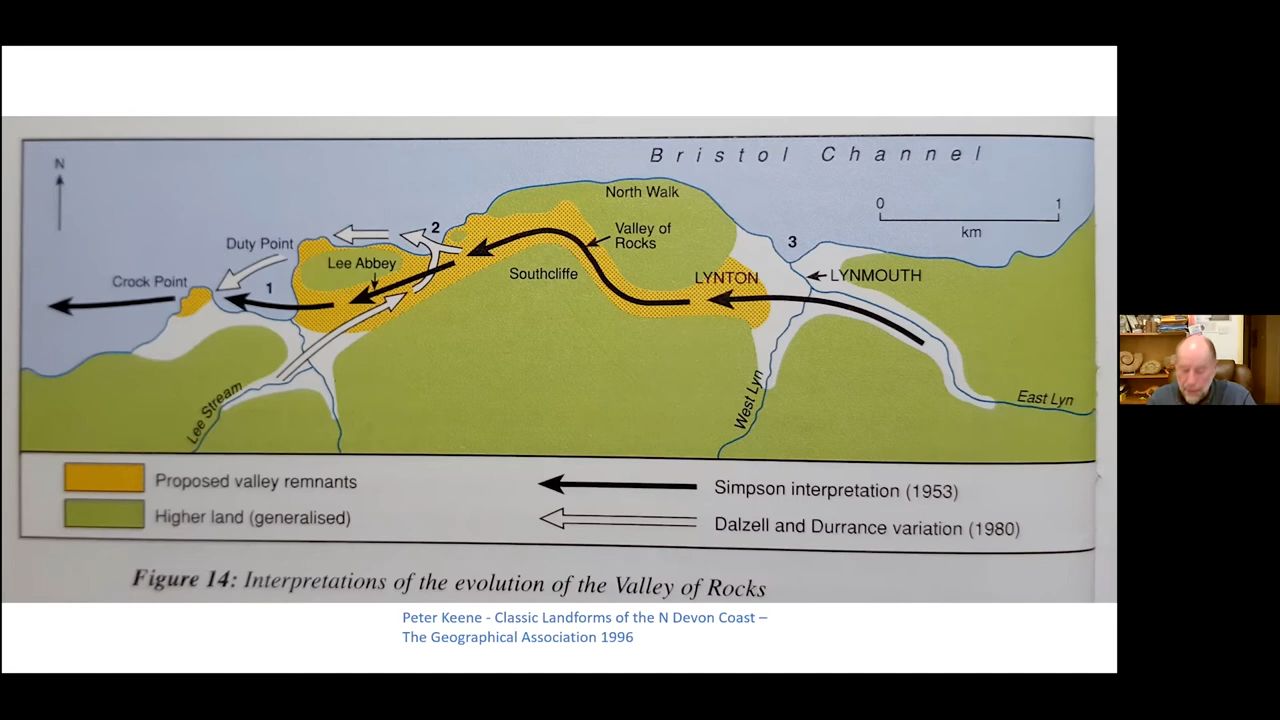 Bristol Channel
N
North Walk
0 1
km
2
Valley of
Rocks
3
Duty Point
Lee Abbey
Southcliffe
LYNTON
LYNMOUTH
Crock Point
1
Lee Stream
West Lyn
East Lyn
Proposed valley remnants
Simpson interpretation (1953)
Higher land (generalised)
Dalzell and Durrance variation (1980)
Figure 14: Interpretations of the evolution of the Valley of Rocks
Peter Keene - Classic Landforms of the N Devon Coast –
The Geographical Association 1996